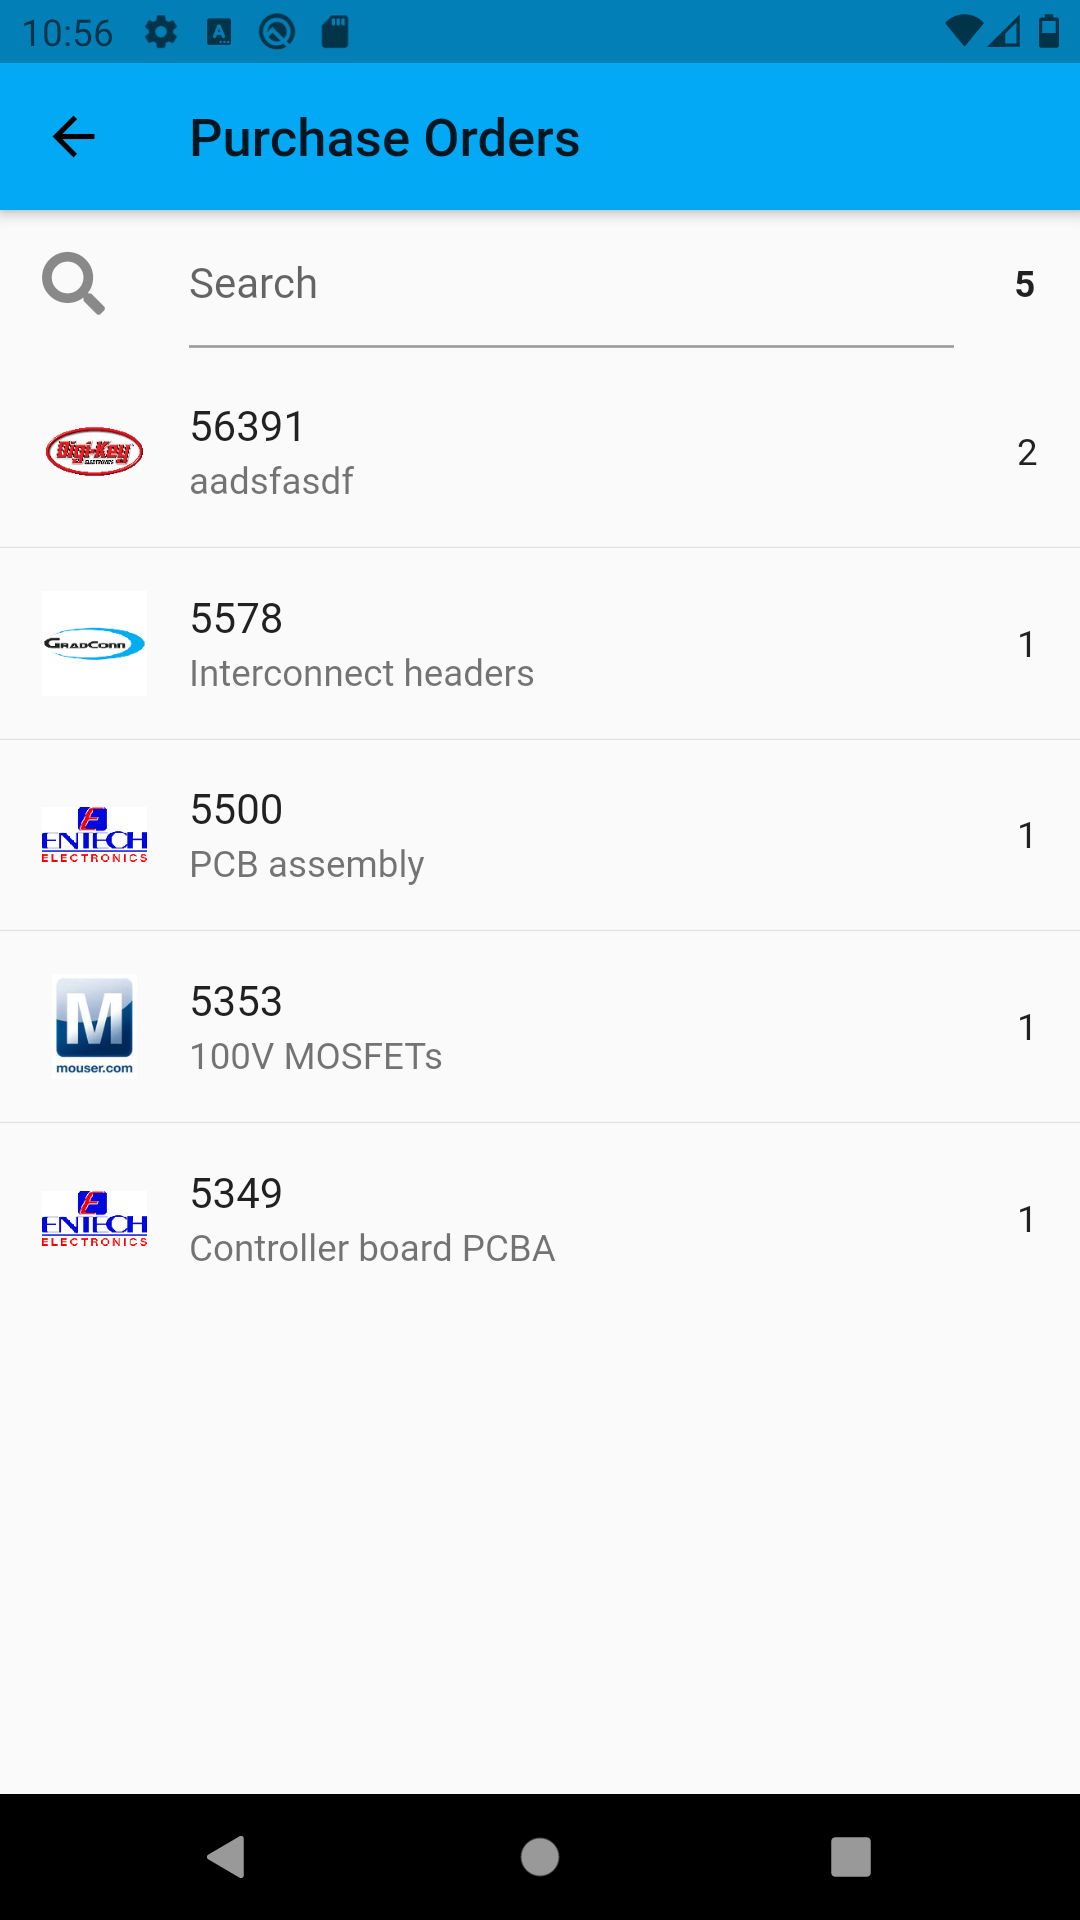 10:56
Purchase Orders
Search
5
Digi-Key
ELECTRONICS
56391
2
aadsfasdf
GRADCONN
5578
1
Interconnect headers
ENTECH
ELECTRONICS
5500
1
PCB assembly
M
mouser.com
5353
1
100V MOSFETs
ENTECH
ELECTRONICS
5349
1
Controller board PCBA